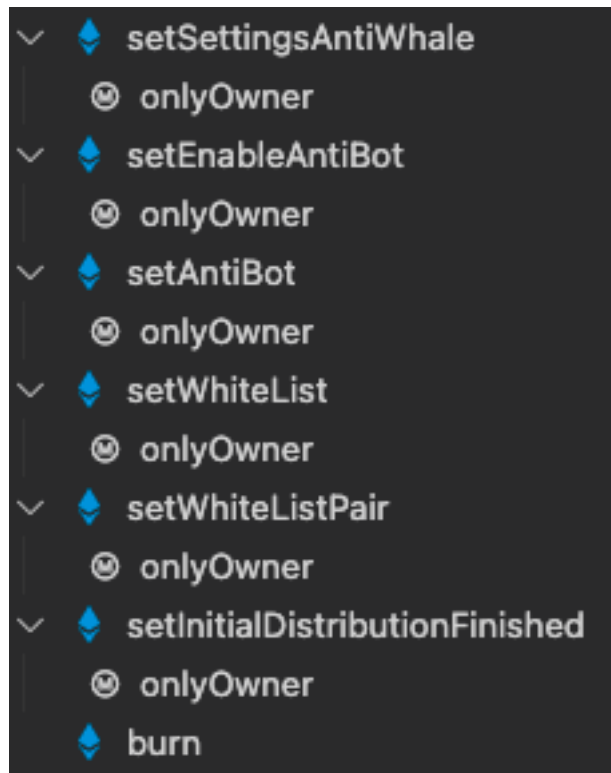 setSettingsAntiWhale
onlyOwner
setEnableAntiBot
onlyOwner
setAntiBot
onlyOwner
setWhiteList
onlyOwner
setWhiteListPair
onlyOwner
setInitialDistributionFinished
onlyOwner
burn